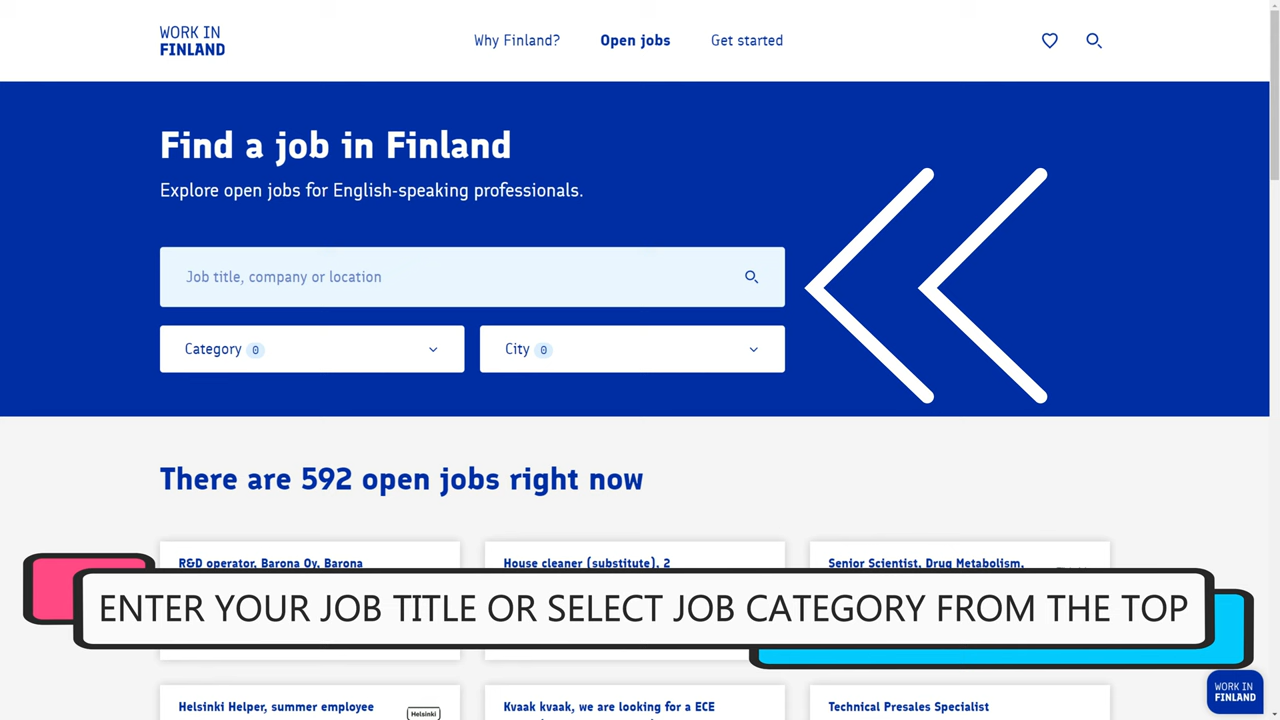 WORK IN
FINLAND
Why Finland?
Open jobs
Get started
Find a job in Finland
Explore open jobs for English-speaking professionals.
Job title, company or location
Category 0
City 0
There are 592 open jobs right now
R&D operator, Barona Oy, Barona
House cleaner (substitute), 2
Senior Scientist, Drug Metabolism,
ENTER YOUR JOB TITLE OR SELECT JOB CATEGORY FROM THE TOP
Helsinki Helper, summer employee
Helsinki
Kvaak kvaak, we are looking for a ECE
Technical Presales Specialist
WORK IN
FINLAND